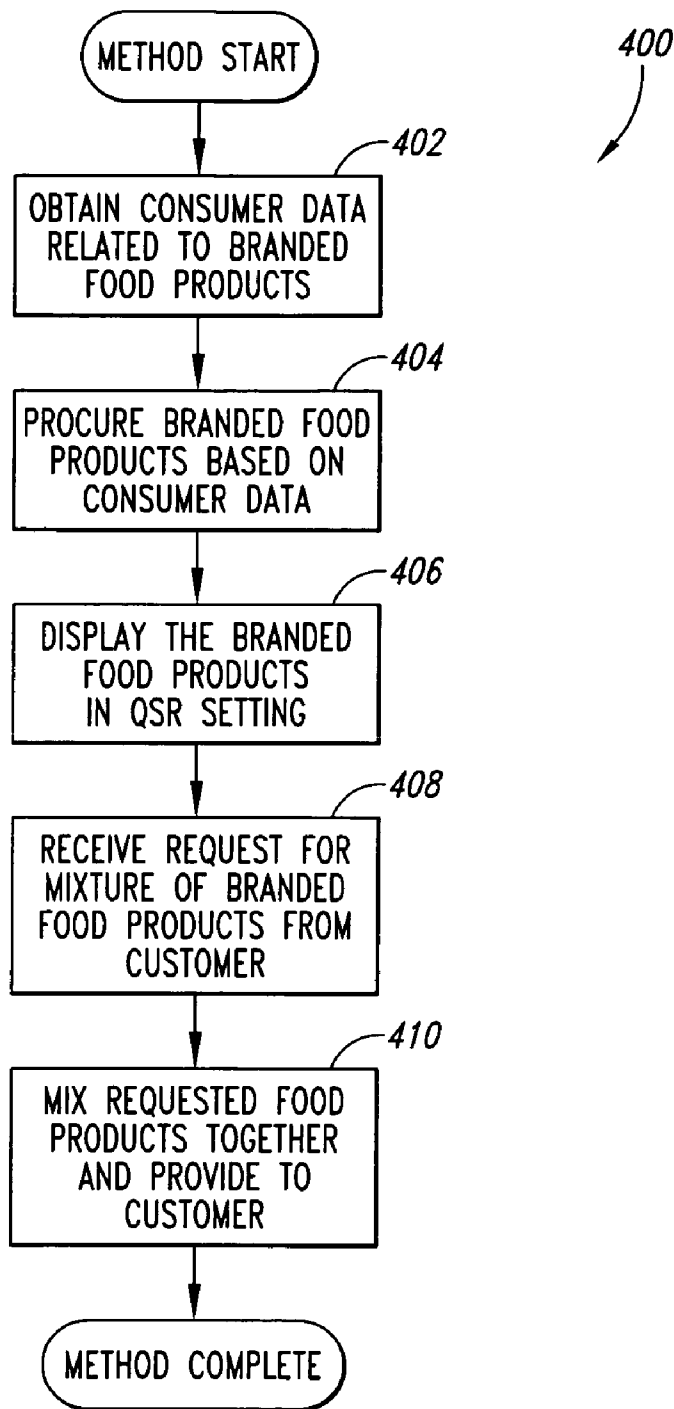 METHOD START
400
402
OBTAIN CONSUMER DATA
RELATED TO BRANDED
FOOD PRODUCTS
404
PROCURE BRANDED FOOD
PRODUCTS BASED ON
CONSUMER DATA
406
DISPLAY THE BRANDED
FOOD PRODUCTS
IN QSR SETTING
408
RECEIVE REQUEST FOR
MIXTURE OF BRANDED
FOOD PRODUCTS FROM
CUSTOMER
410
MIX REQUESTED FOOD
PRODUCTS TOGETHER
AND PROVIDE TO
CUSTOMER
METHOD COMPLETE